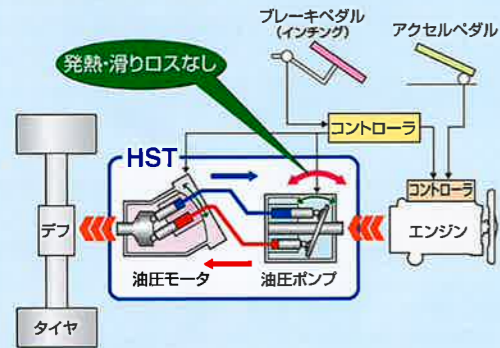 ブレーキペダル
(インチング)
アクセルペダル
発熱・滑りロスなし
コントローラ
HST
コントローラ
デフ
エンジン
油圧モータ
油圧ポンプ
タイヤ